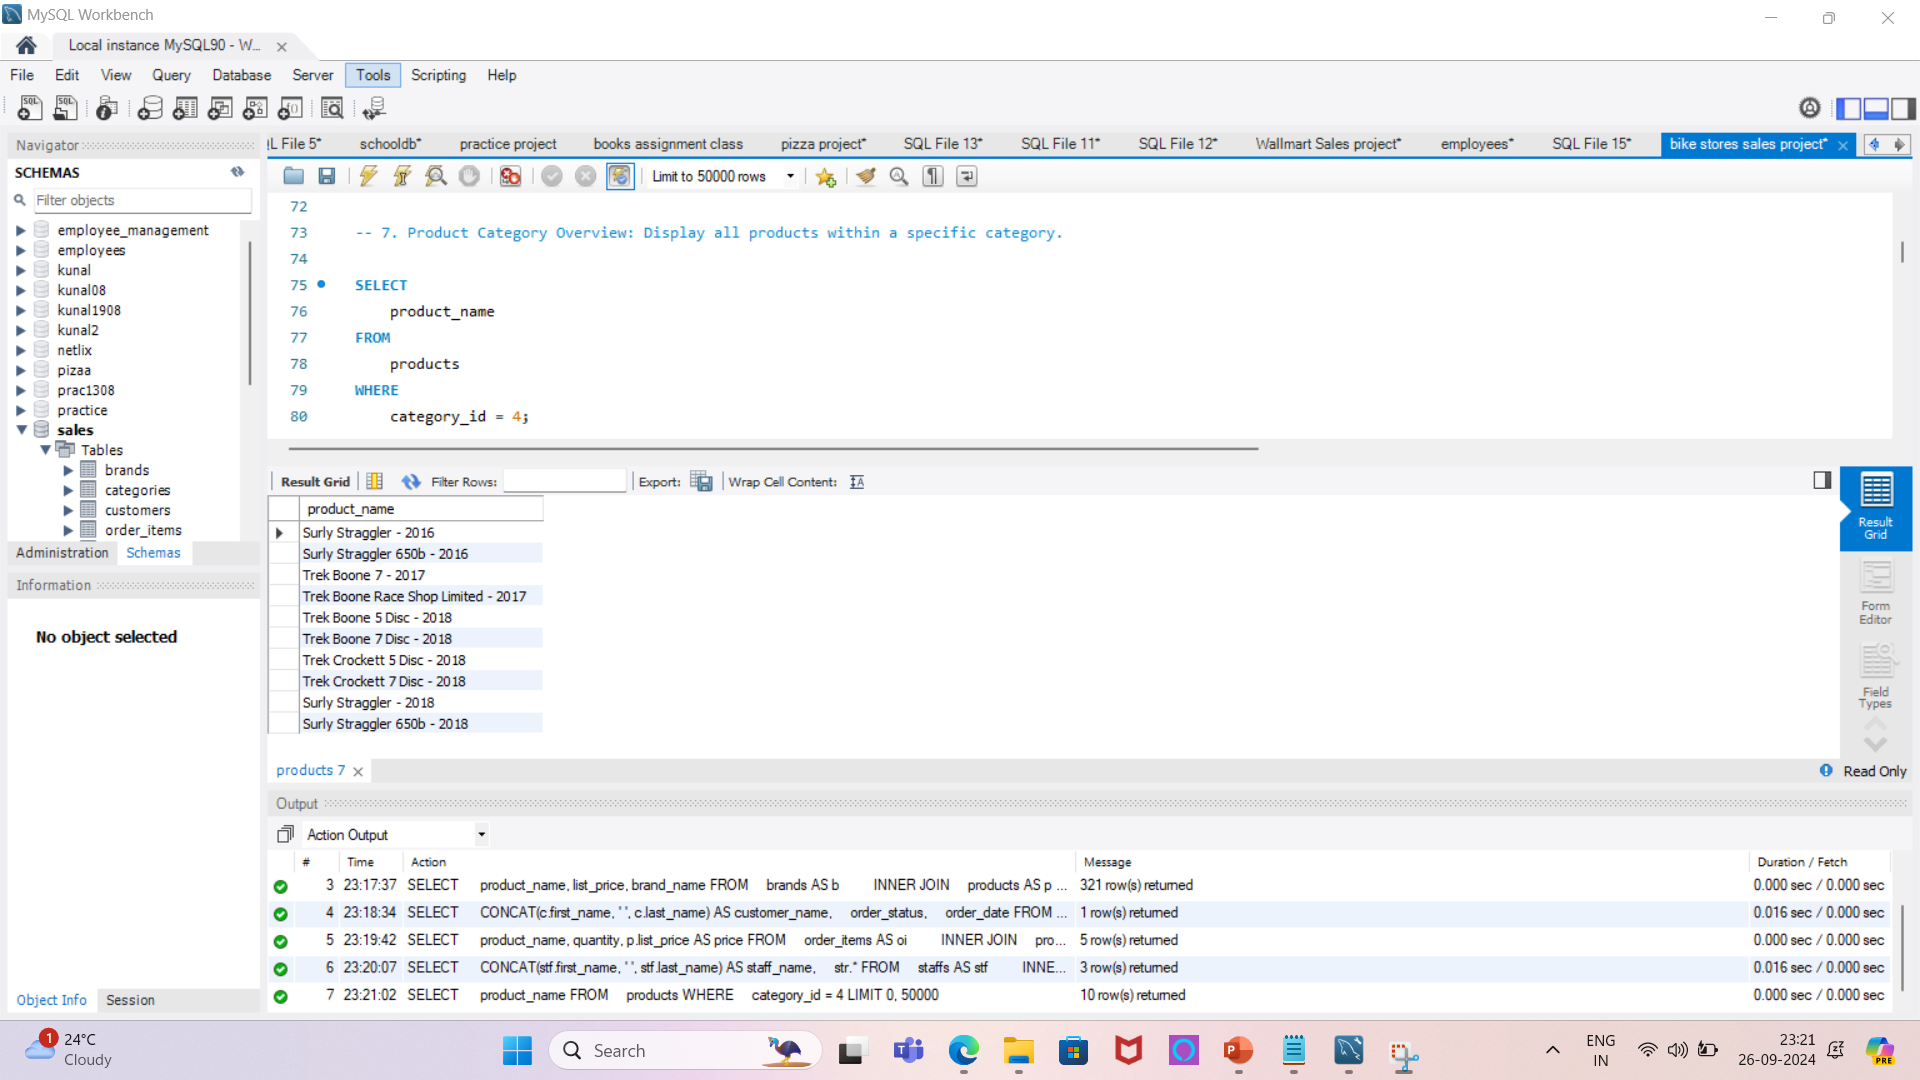 MySQL Workbench
Local instance MySQL90 - W...
File Edit View Query Database Server Tools Scripting Help
Navigator
SCHEMAS
Filter objects
employee_management
employees
kunal
kunal08
kunal1908
kunal2
netlix
pizaa
prac1308
practice
sales
Tables
brands
categories
customers
order_items
Administration Schemas
Information
No object selected
Object Info Session
L File 5* schooldb* practice project books assignment class pizza project* SQL File 13* SQL File 11* SQL File 12* Wallmart Sales project* employees* SQL File 15* bike stores sales project*
Limit to 50000 rows
72
73 -- 7. Product Category Overview: Display all products within a specific category.
74
75 SELECT
76 product_name
77 FROM
78 products
79 WHERE
80 category_id = 4;
Result Grid Filter Rows: Export: Wrap Cell Content:
product_name
Surly Straggler - 2016
Surly Straggler 650b - 2016
Trek Boone 7 - 2017
Trek Boone Race Shop Limited - 2017
Trek Boone 5 Disc - 2018
Trek Boone 7 Disc - 2018
Trek Crockett 5 Disc - 2018
Trek Crockett 7 Disc - 2018
Surly Straggler - 2018
Surly Straggler 650b - 2018
Result
Grid
Form
Editor
Field
Types
products 7
Read Only
Output
Action Output
# Time Action Message Duration / Fetch
3 23:17:37 SELECT product_name, list_price, brand_name FROM brands AS b INNER JOIN products AS p ... 321 row(s) returned 0.000 sec / 0.000 sec
4 23:18:34 SELECT CONCAT(c.first_name, ' ', c.last_name) AS customer_name, order_status, order_date FROM ... 1 row(s) returned 0.016 sec / 0.000 sec
5 23:19:42 SELECT product_name, quantity, p.list_price AS price FROM order_items AS oi INNER JOIN pro... 5 row(s) returned 0.000 sec / 0.000 sec
6 23:20:07 SELECT CONCAT(stf.first_name, ' ', stf.last_name) AS staff_name, str.* FROM staffs AS stf INNE... 3 row(s) returned 0.016 sec / 0.000 sec
7 23:21:02 SELECT product_name FROM products WHERE category_id = 4 LIMIT 0, 50000 10 row(s) returned 0.000 sec / 0.000 sec
1
24°C
Cloudy
Search
ENG
IN
23:21
26-09-2024
PRE